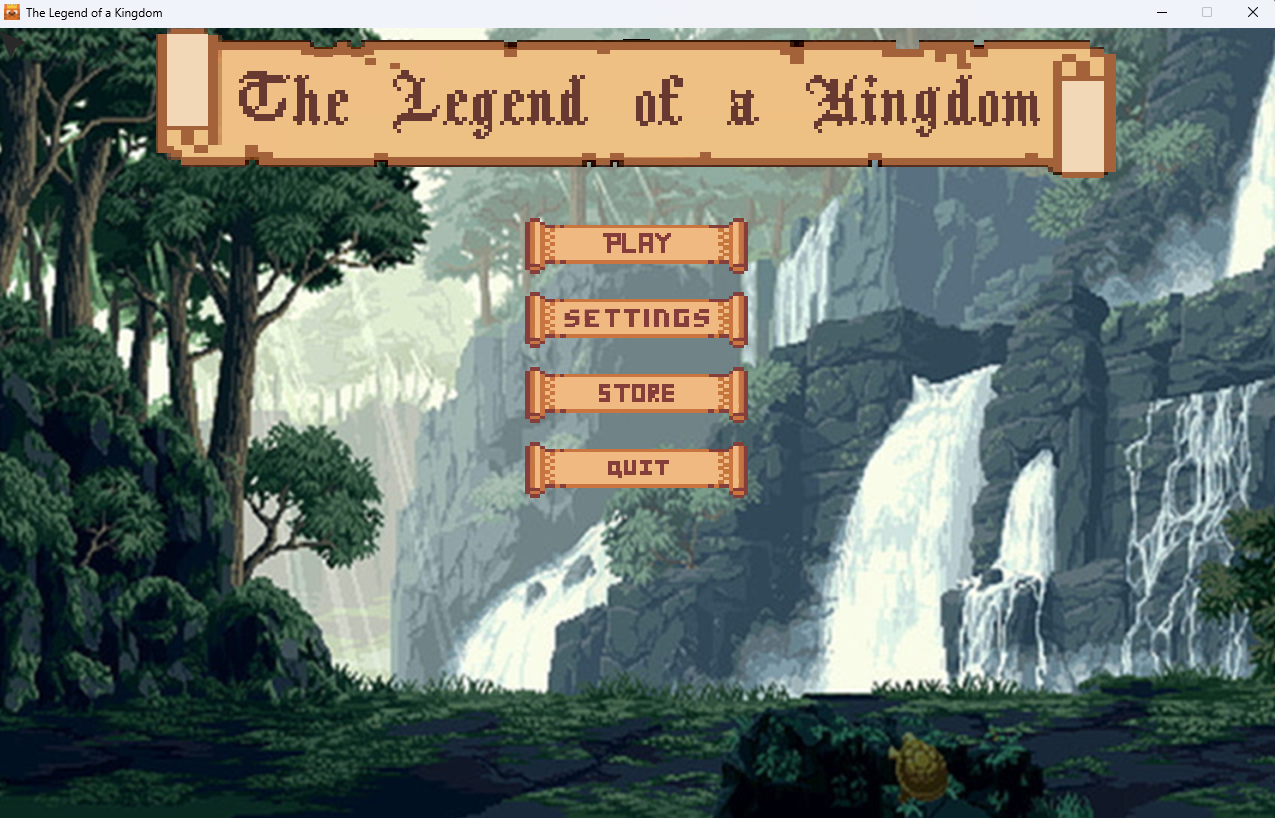 The Legend of a Kingdom
The Legend of a Kingdom
PLAY
SETTINGS
STORE
QUIT